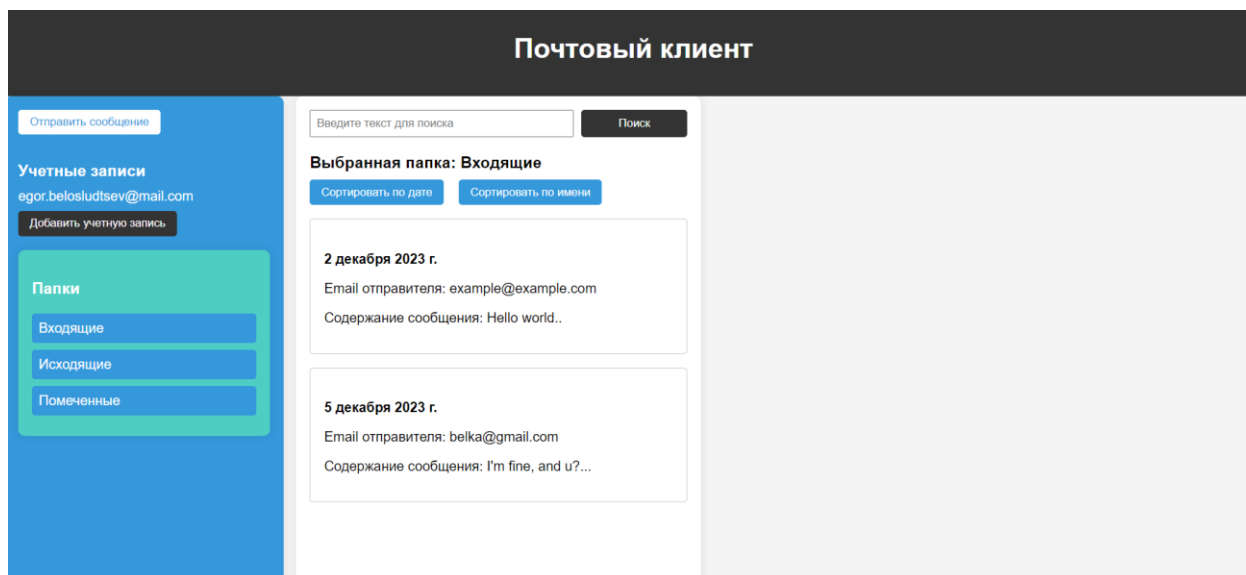 Почтовый клиент
Отправить сообщение
Учетные записи
egor.belosludtsev@mail.com
Добавить учетную запись
Папки
Входящие
Исходящие
Помеченные
Введите текст для поиска
Поиск
Выбранная папка: Входящие
Сортировать по дате
Сортировать по имени
2 декабря 2023 г.
Email отправителя: example@example.com
Содержание сообщения: Hello world..
5 декабря 2023 г.
Email отправителя: belka@gmail.com
Содержание сообщения: I'm fine, and u?...